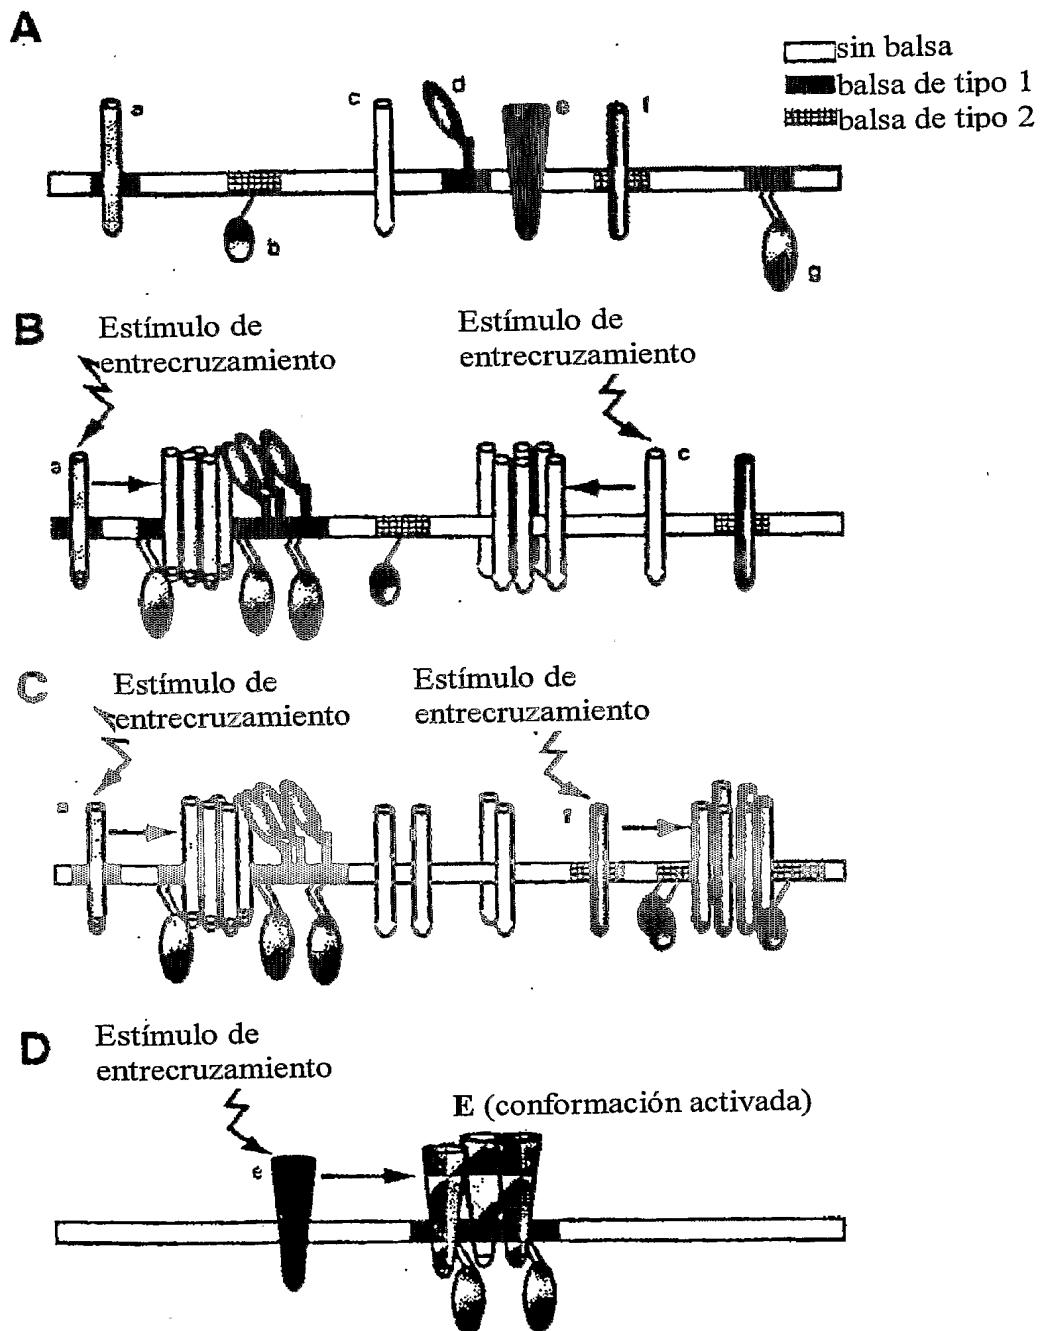 A
sin balsa
balsa de tipo 1
balsa de tipo 2
a
c
d
e
f
b
g
B
Estímulo de
entrecruzamiento
Estímulo de
entrecruzamiento
a
c
C
Estímulo de
entrecruzamiento
Estímulo de
entrecruzamiento
a
f
D
Estímulo de
entrecruzamiento
E (conformación activada)
e